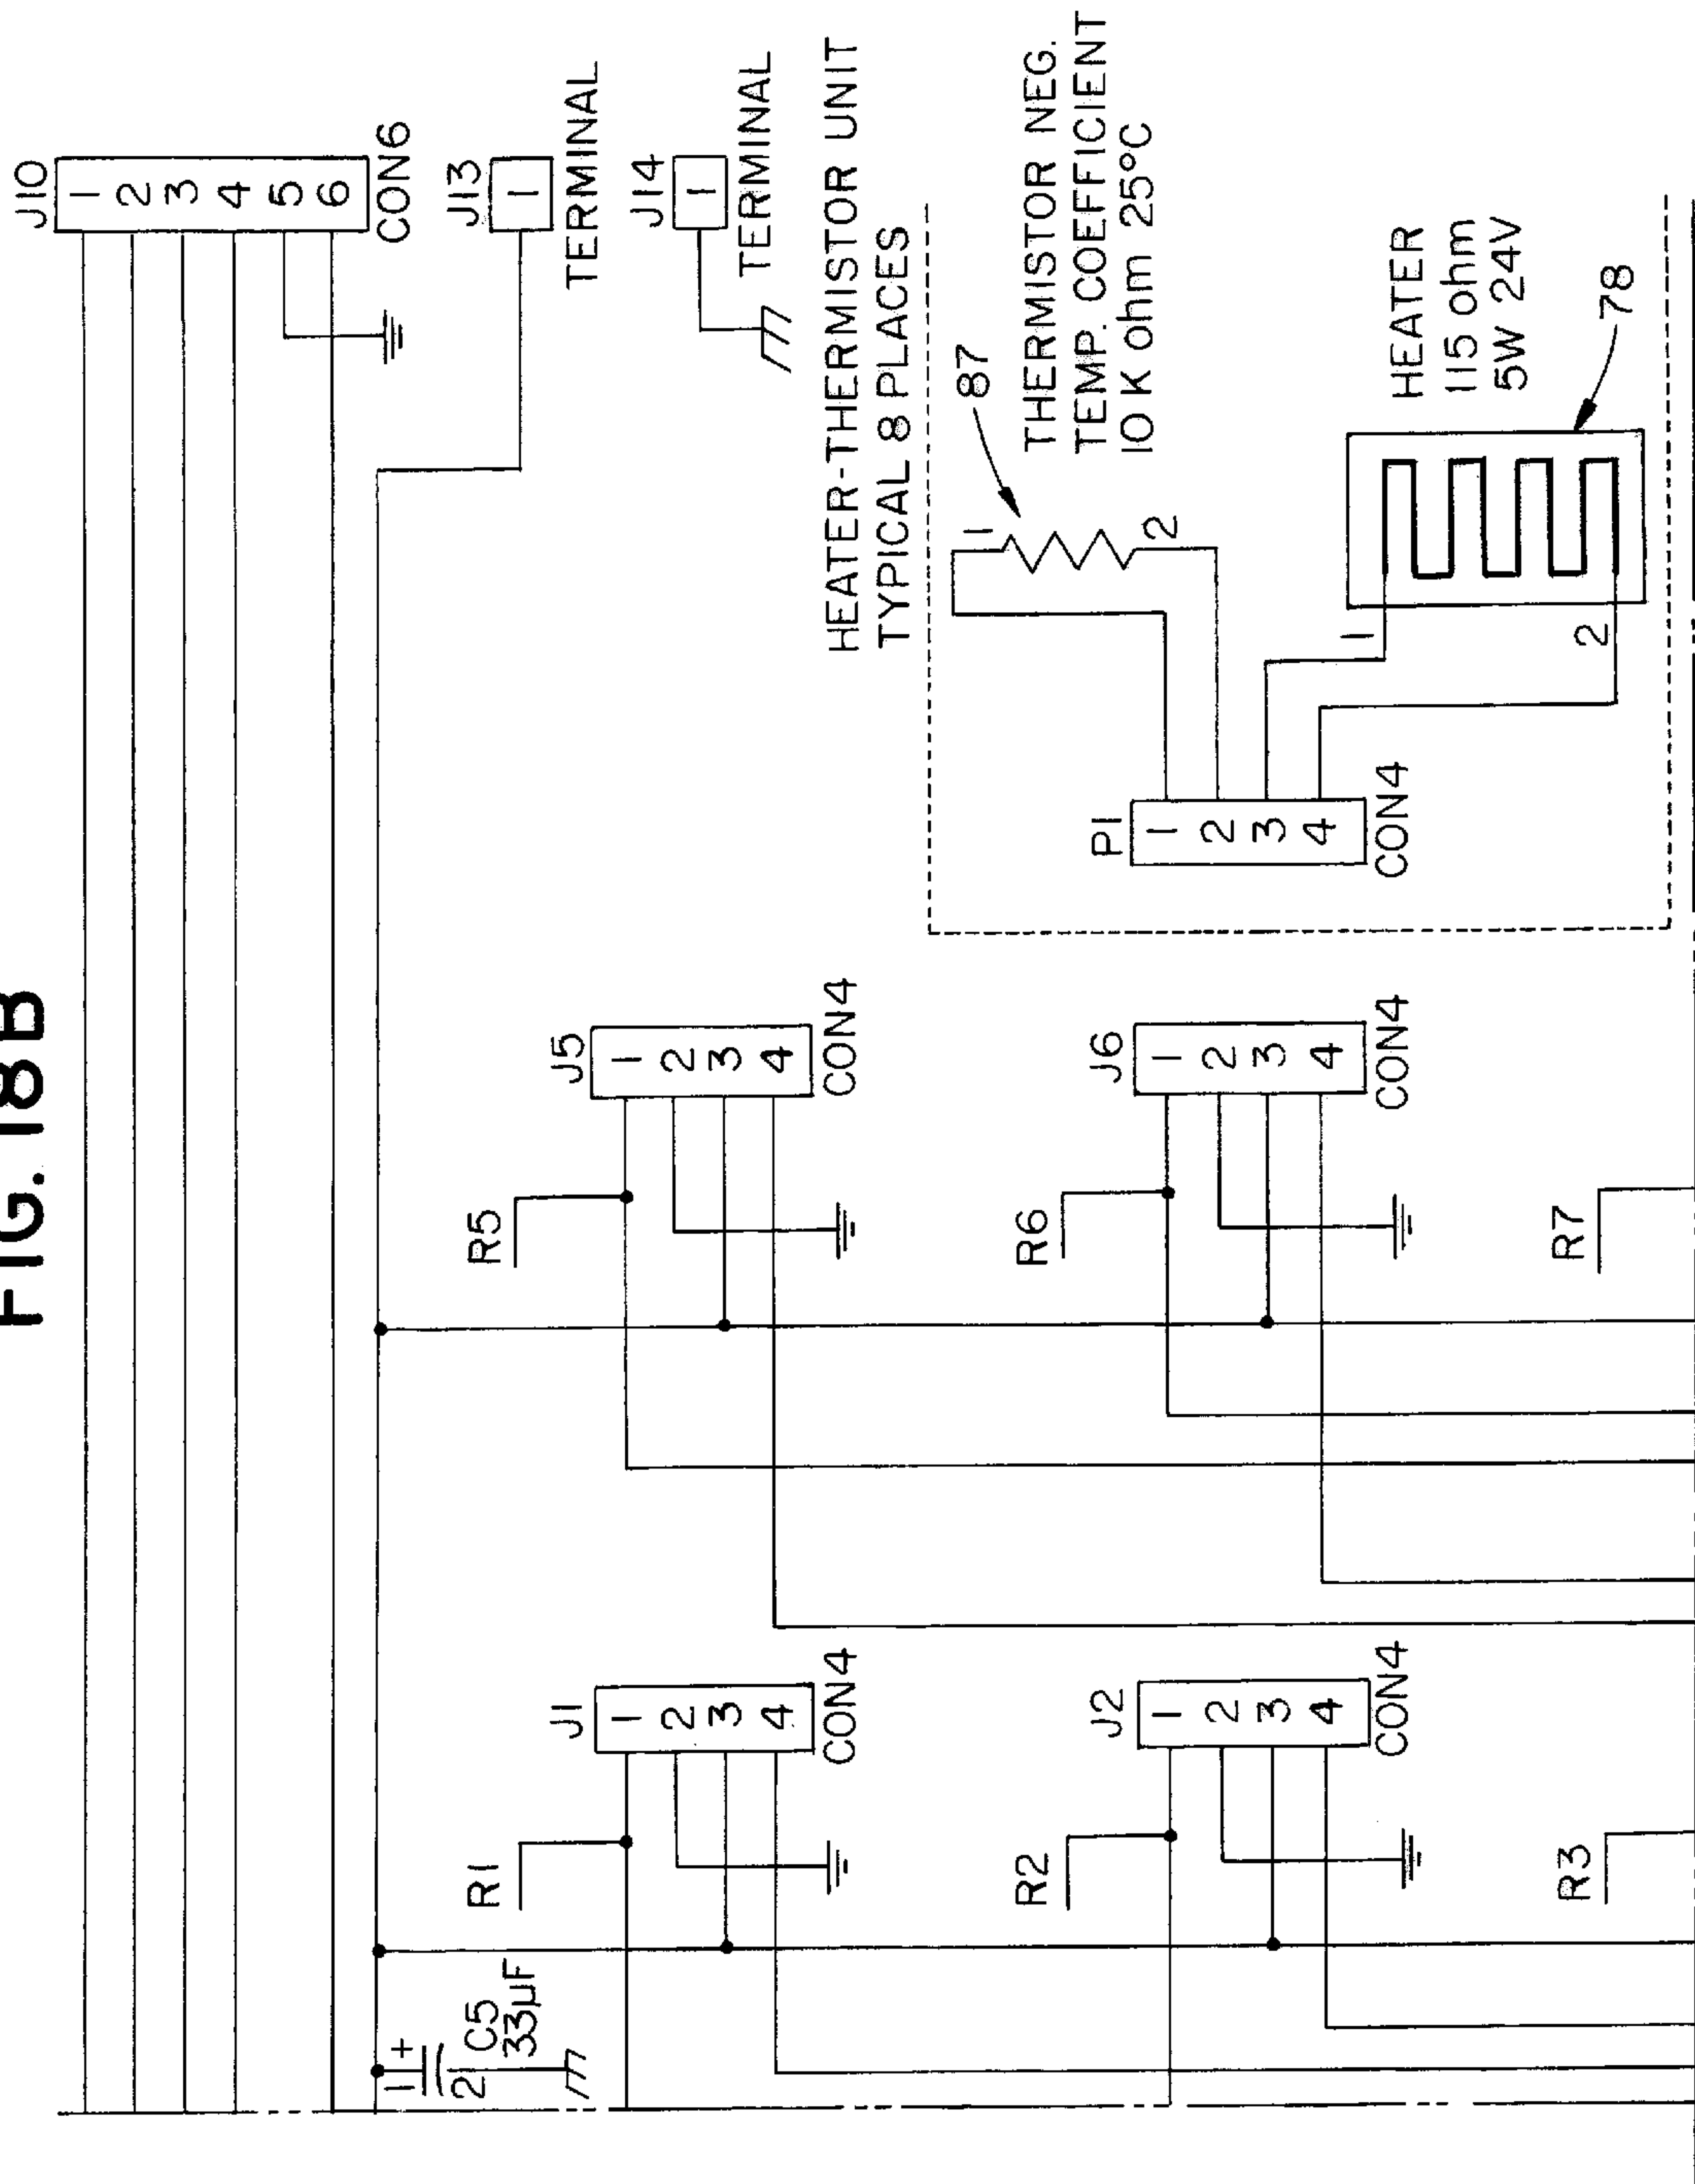 FIG. 18B
J10
1
2
3
4
5
6
CON6
J13
1
TERMINAL
J14
1
TERMINAL
HEATER-THERMISTOR UNIT
TYPICAL 8 PLACES
87
1
2
THERMISTOR NEG.
TEMP. COEFFICIENT
10 K ohm 25°C
P1
1
2
3
4
CON4
1
2
HEATER
115 ohm
5W 24V
78
1
+
2
C5
33µF
R1
J1
1
2
3
4
CON4
R5
J5
1
2
3
4
CON4
R2
J2
1
2
3
4
CON4
R6
J6
1
2
3
4
CON4
R3
R7